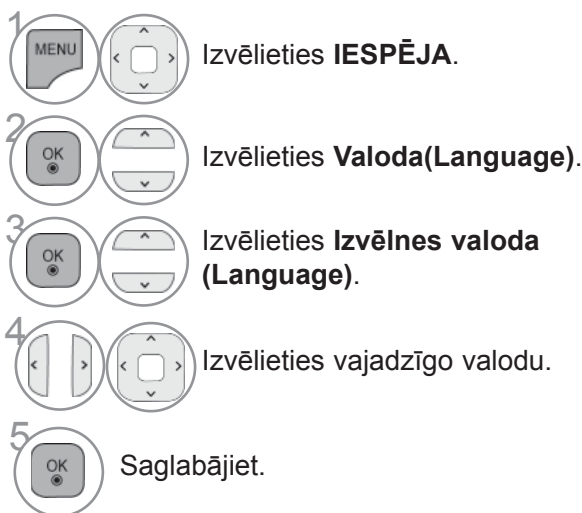 1
MENU
Izvēlieties IESPĒJA.
2
OK
Izvēlieties Valoda(Language).
3
OK
Izvēlieties Izvēlnes valoda
(Language).
4
Izvēlieties vajadzīgo valodu.
5
OK
Saglabājiet.